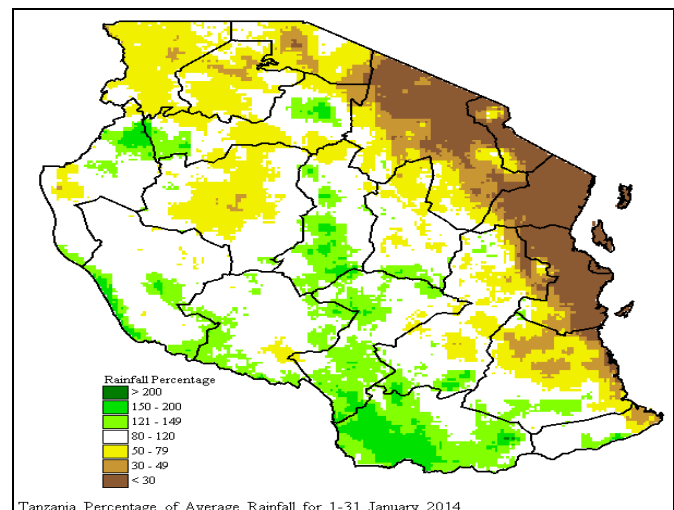 Rainfall Percentage
> 200
150 - 200
121 - 149
80 - 120
50 - 79
30 - 49
< 30
Tanzania Percentage of Average Rainfall for 1-31 January 2014